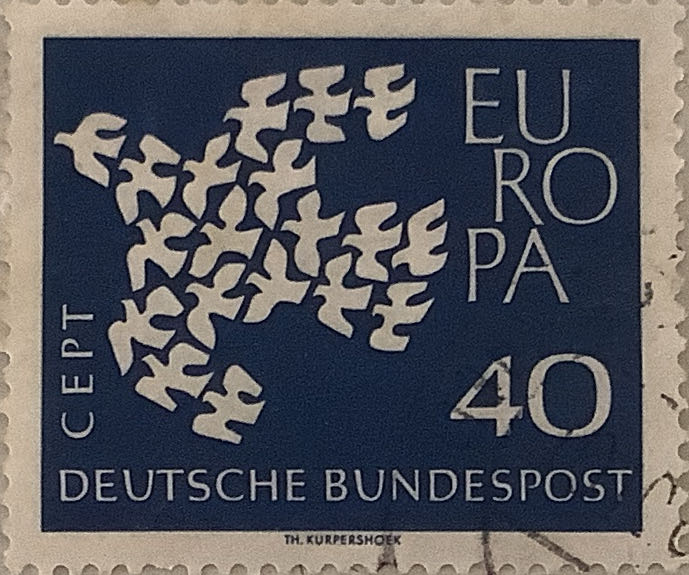 EU
RO
PA
CEPT
40
DEUTSCHE BUNDESPOST
TH. KURPERSHOEK